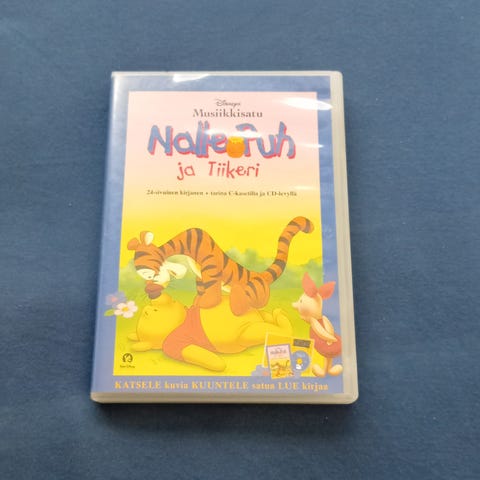 Disney's
Musiikkisatu
Nalle Puh
ja Tiikeri
24-sivuinen kirjanen • tarina C-kasetilla ja CD-levyllä
KATSELE kuvia KUUNTELE satua LUE kirjaa